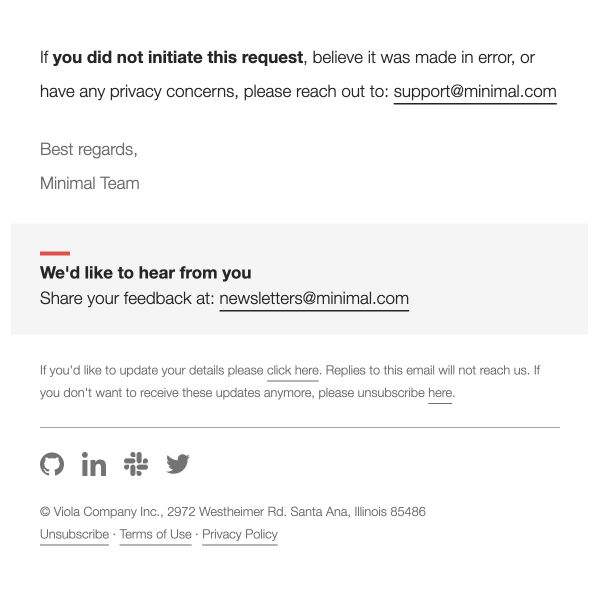 If you did not initiate this request, believe it was made in error, or
have any privacy concerns, please reach out to: support@minimal.com
Best regards,
Minimal Team
We'd like to hear from you
Share your feedback at: newsletters@minimal.com
If you'd like to update your details please click here. Replies to this email will not reach us. If
you don't want to receive these updates anymore, please unsubscribe here.
© Viola Company Inc., 2972 Westheimer Rd. Santa Ana, Illinois 85486
Unsubscribe · Terms of Use · Privacy Policy